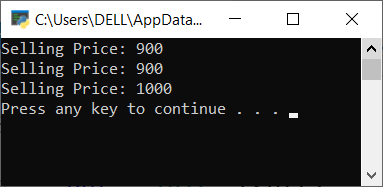 C:\Users\DELL\AppData...
Selling Price: 900
Selling Price: 900
Selling Price: 1000
Press any key to continue . . .